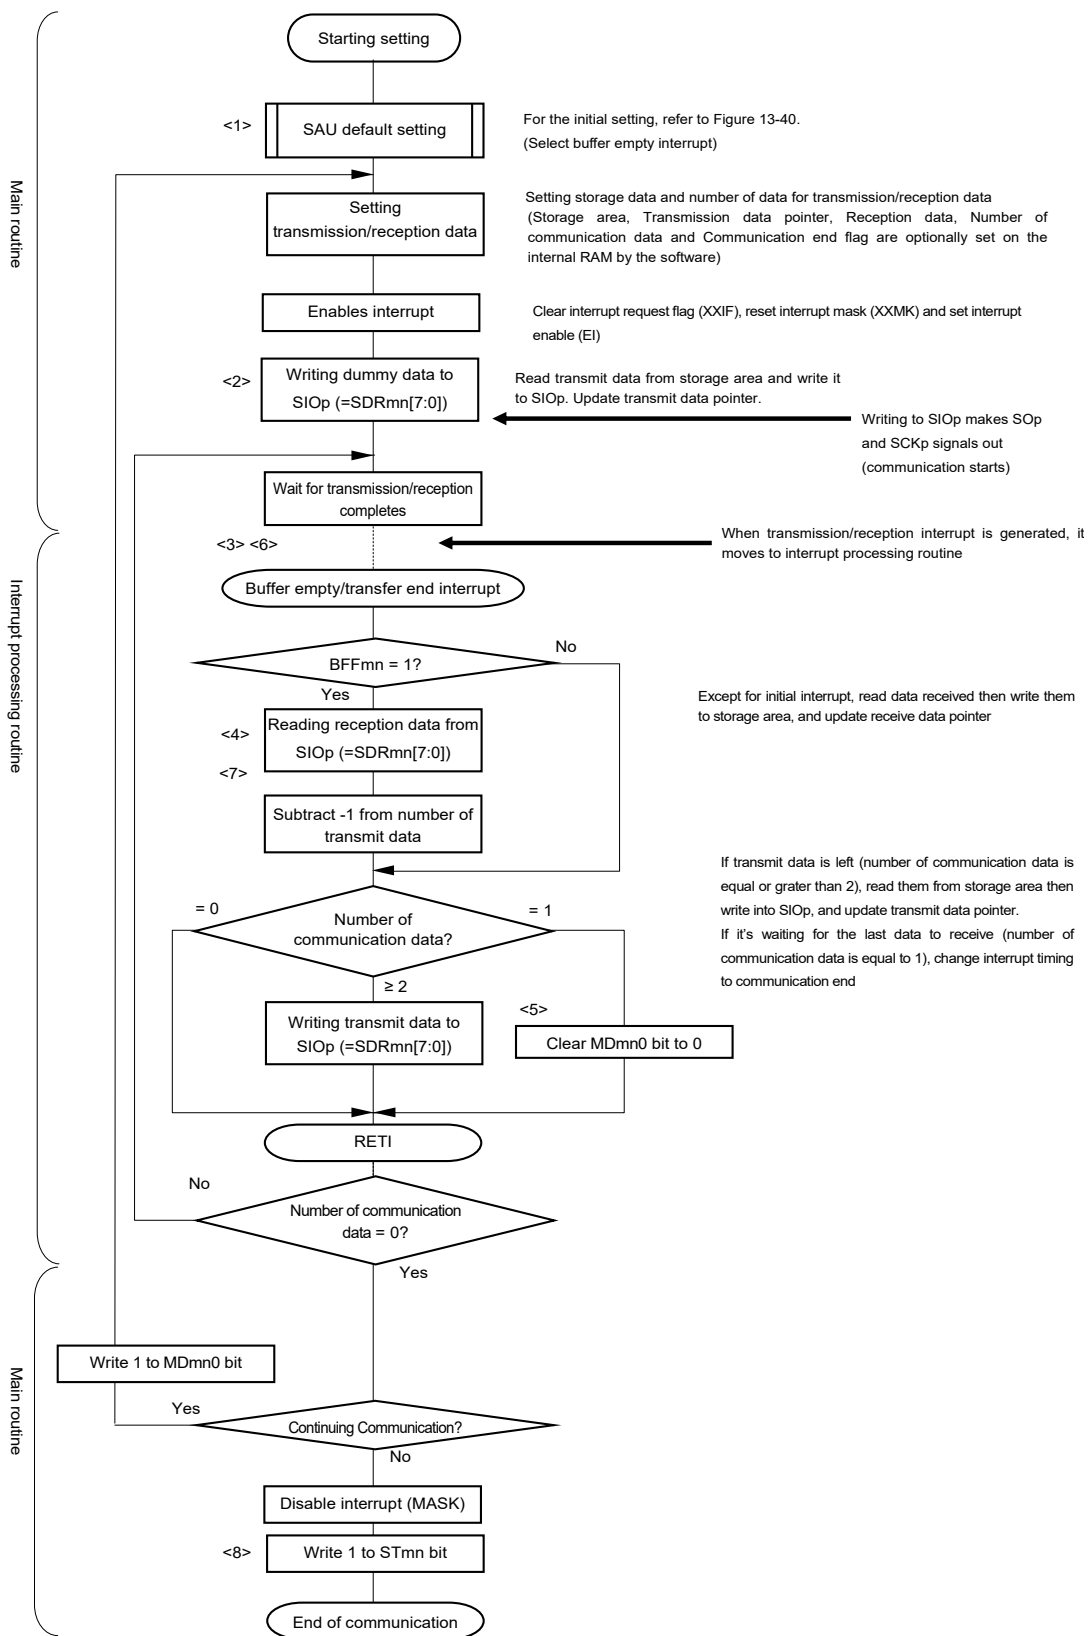 Starting setting
<1>
SAU default setting
For the initial setting, refer to Figure 13-40.
(Select buffer empty interrupt)
Main routine
Setting
transmission/reception data
Setting storage data and number of data for transmission/reception data
(Storage area, Transmission data pointer, Reception data, Number of
communication data and Communication end flag are optionally set on the
internal RAM by the software)
Enables interrupt
Clear interrupt request flag (XXIF), reset interrupt mask (XXMK) and set interrupt
enable (EI)
<2>
Writing dummy data to
SIOp (=SDRmn[7:0])
Read transmit data from storage area and write it
to SIOp. Update transmit data pointer.
Writing to SIOp makes SOp
and SCKp signals out
(communication starts)
Wait for transmission/reception
completes
<3> <6>
When transmission/reception interrupt is generated, it
moves to interrupt processing routine
Interrupt processing routine
Buffer empty/transfer end interrupt
BFFmn = 1?
No
Yes
Except for initial interrupt, read data received then write them
to storage area, and update receive data pointer
<4>
Reading reception data from
SIOp (=SDRmn[7:0])
<7>
Subtract -1 from number of
transmit data
If transmit data is left (number of communication data is
equal or grater than 2), read them from storage area then
write into SIOp, and update transmit data pointer.
If it's waiting for the last data to receive (number of
communication data is equal to 1), change interrupt timing
to communication end
= 0
Number of
communication data?
= 1
≥ 2
Writing transmit data to
SIOp (=SDRmn[7:0])
<5>
Clear MDmn0 bit to 0
RETI
No
Number of communication
data = 0?
Yes
Main routine
Write 1 to MDmn0 bit
Yes
Continuing Communication?
No
Disable interrupt (MASK)
<8>
Write 1 to STmn bit
End of communication